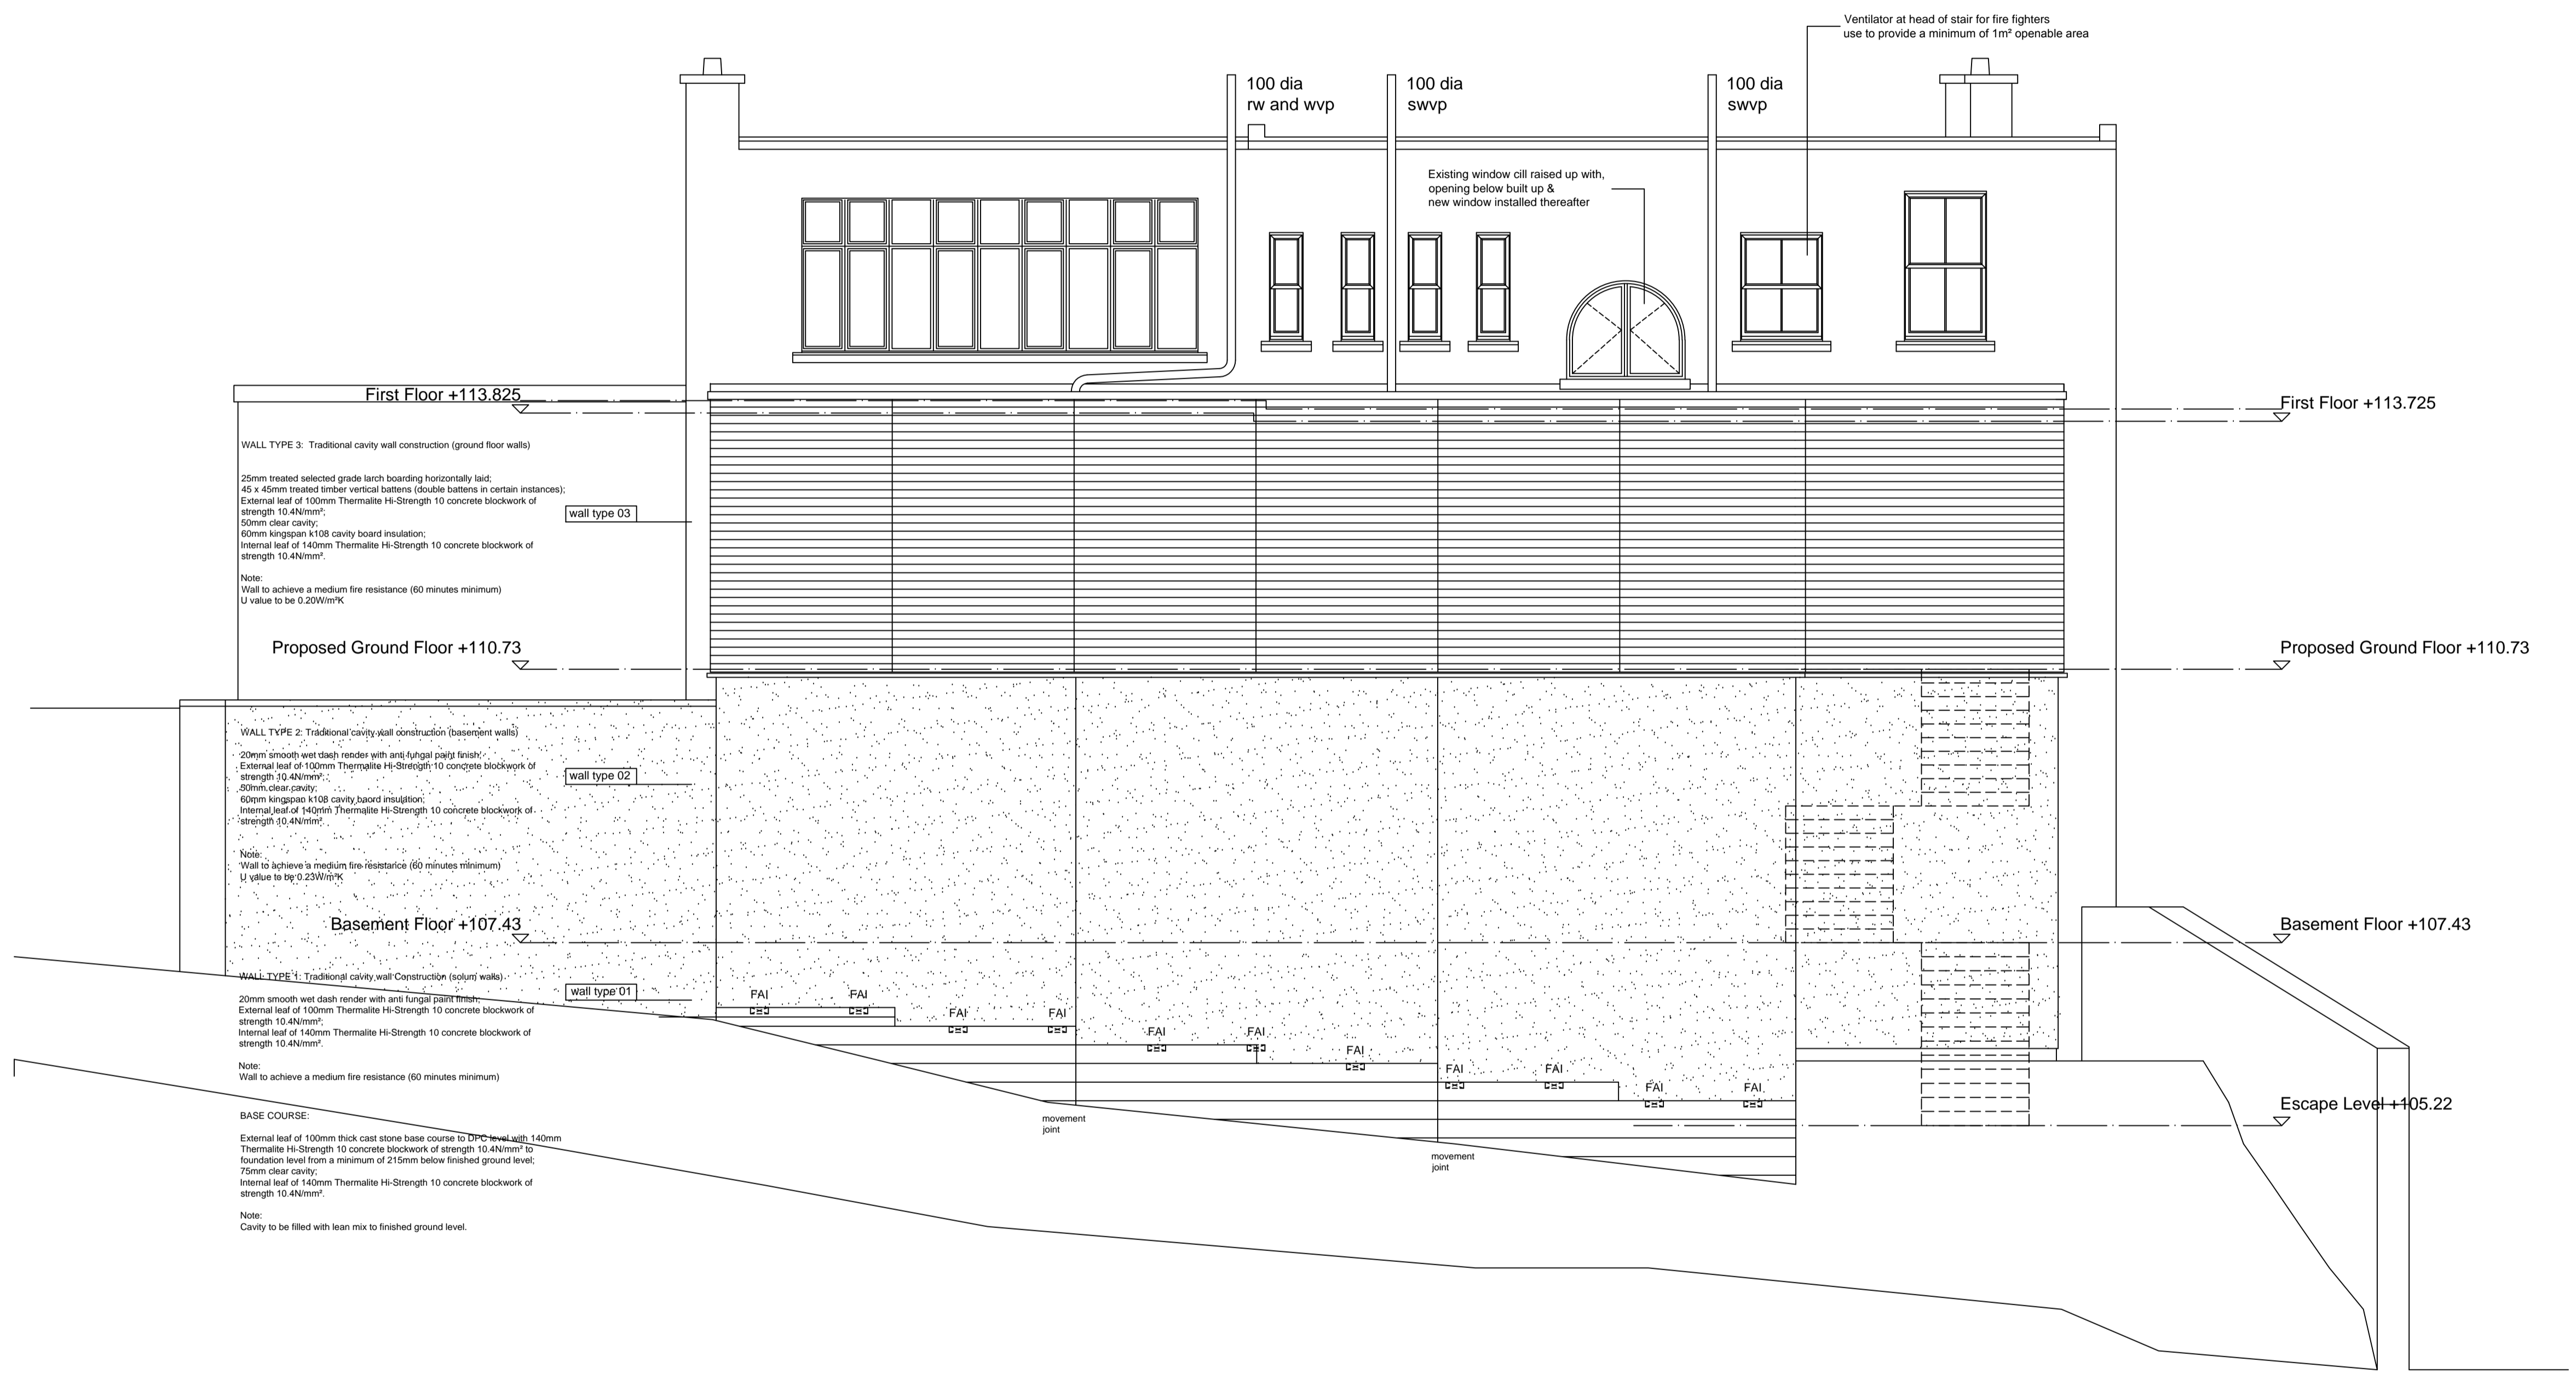 Ventilator at head of stair for fire fighters
use to provide a minimum of 1m² openable area
100 dia
rw and wvp
100 dia
swvp
100 dia
swvp
Existing window cill raised up with,
opening below built up &
new window installed thereafter
First Floor +113.825
First Floor +113.725
WALL TYPE 3:  Traditional cavity wall construction (ground floor walls)
25mm treated selected grade larch boarding horizontally laid;
45 x 45mm treated timber vertical battens (double battens in certain instances);
External leaf of 100mm Thermalite Hi-Strength 10 concrete blockwork of
strength 10.4N/mm²;
50mm clear cavity;
60mm kingspan k108 cavity board insulation;
Internal leaf of 140mm Thermalite Hi-Strength 10 concrete blockwork of
strength 10.4N/mm².
Note:
Wall to achieve a medium fire resistance (60 minutes minimum)
U value to be 0.20W/m²K
wall type 03
Proposed Ground Floor +110.73
Proposed Ground Floor +110.73
WALL TYPE 2: Traditional cavity wall construction (basement walls)
20mm smooth wet dash render with anti fungal paint finish;
External leaf of 100mm Thermalite Hi-Strength 10 concrete blockwork of
strength 10.4N/mm²;
50mm clear cavity;
60mm kingspan k108 cavity baord insulation;
Internal leaf of 140mm Thermalite Hi-Strength 10 concrete blockwork of
strength 10.4N/mm².
Note:
Wall to achieve a medium fire resistance (60 minutes minimum)
U value to be 0.23W/m²K
wall type 02
Basement Floor +107.43
Basement Floor +107.43
WALL TYPE 1: Traditional cavity wall Construction (solum walls)
20mm smooth wet dash render with anti fungal paint finish;
External leaf of 100mm Thermalite Hi-Strength 10 concrete blockwork of
strength 10.4N/mm²;
Internal leaf of 140mm Thermalite Hi-Strength 10 concrete blockwork of
strength 10.4N/mm².
Note:
Wall to achieve a medium fire resistance (60 minutes minimum)
wall type 01
FAI
FAI
FAI
FAI
FAI
FAI
FAI
FAI
FAI
FAI
FAI
movement
joint
movement
joint
Escape Level +105.22
BASE COURSE:
External leaf of 100mm thick cast stone base course to DPC level with 140mm
Thermalite Hi-Strength 10 concrete blockwork of strength 10.4N/mm² to
foundation level from a minimum of 215mm below finished ground level;
75mm clear cavity;
Internal leaf of 140mm Thermalite Hi-Strength 10 concrete blockwork of
strength 10.4N/mm².
Note:
Cavity to be filled with lean mix to finished ground level.